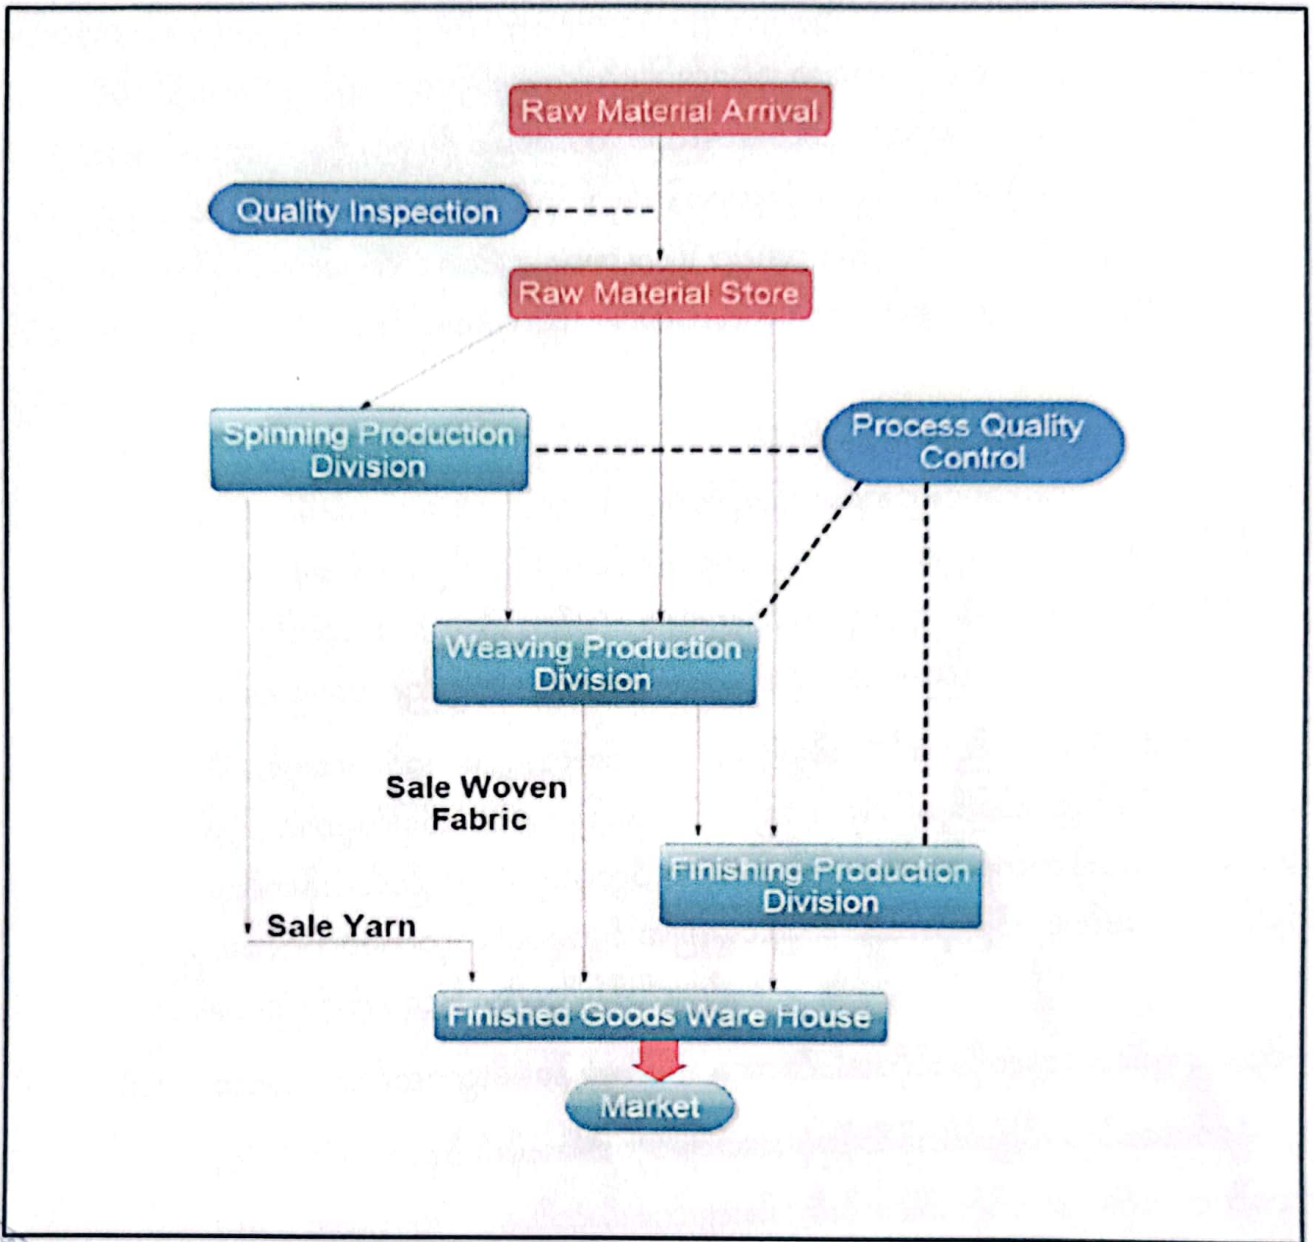 Raw Material Arrival
Quality Inspection
Raw Material Store
Spinning Production
Division
Process Quality
Control
Weaving Production
Division
Sale Woven
Fabric
Finishing Production
Division
Sale Yarn
Finished Goods Ware House
Market